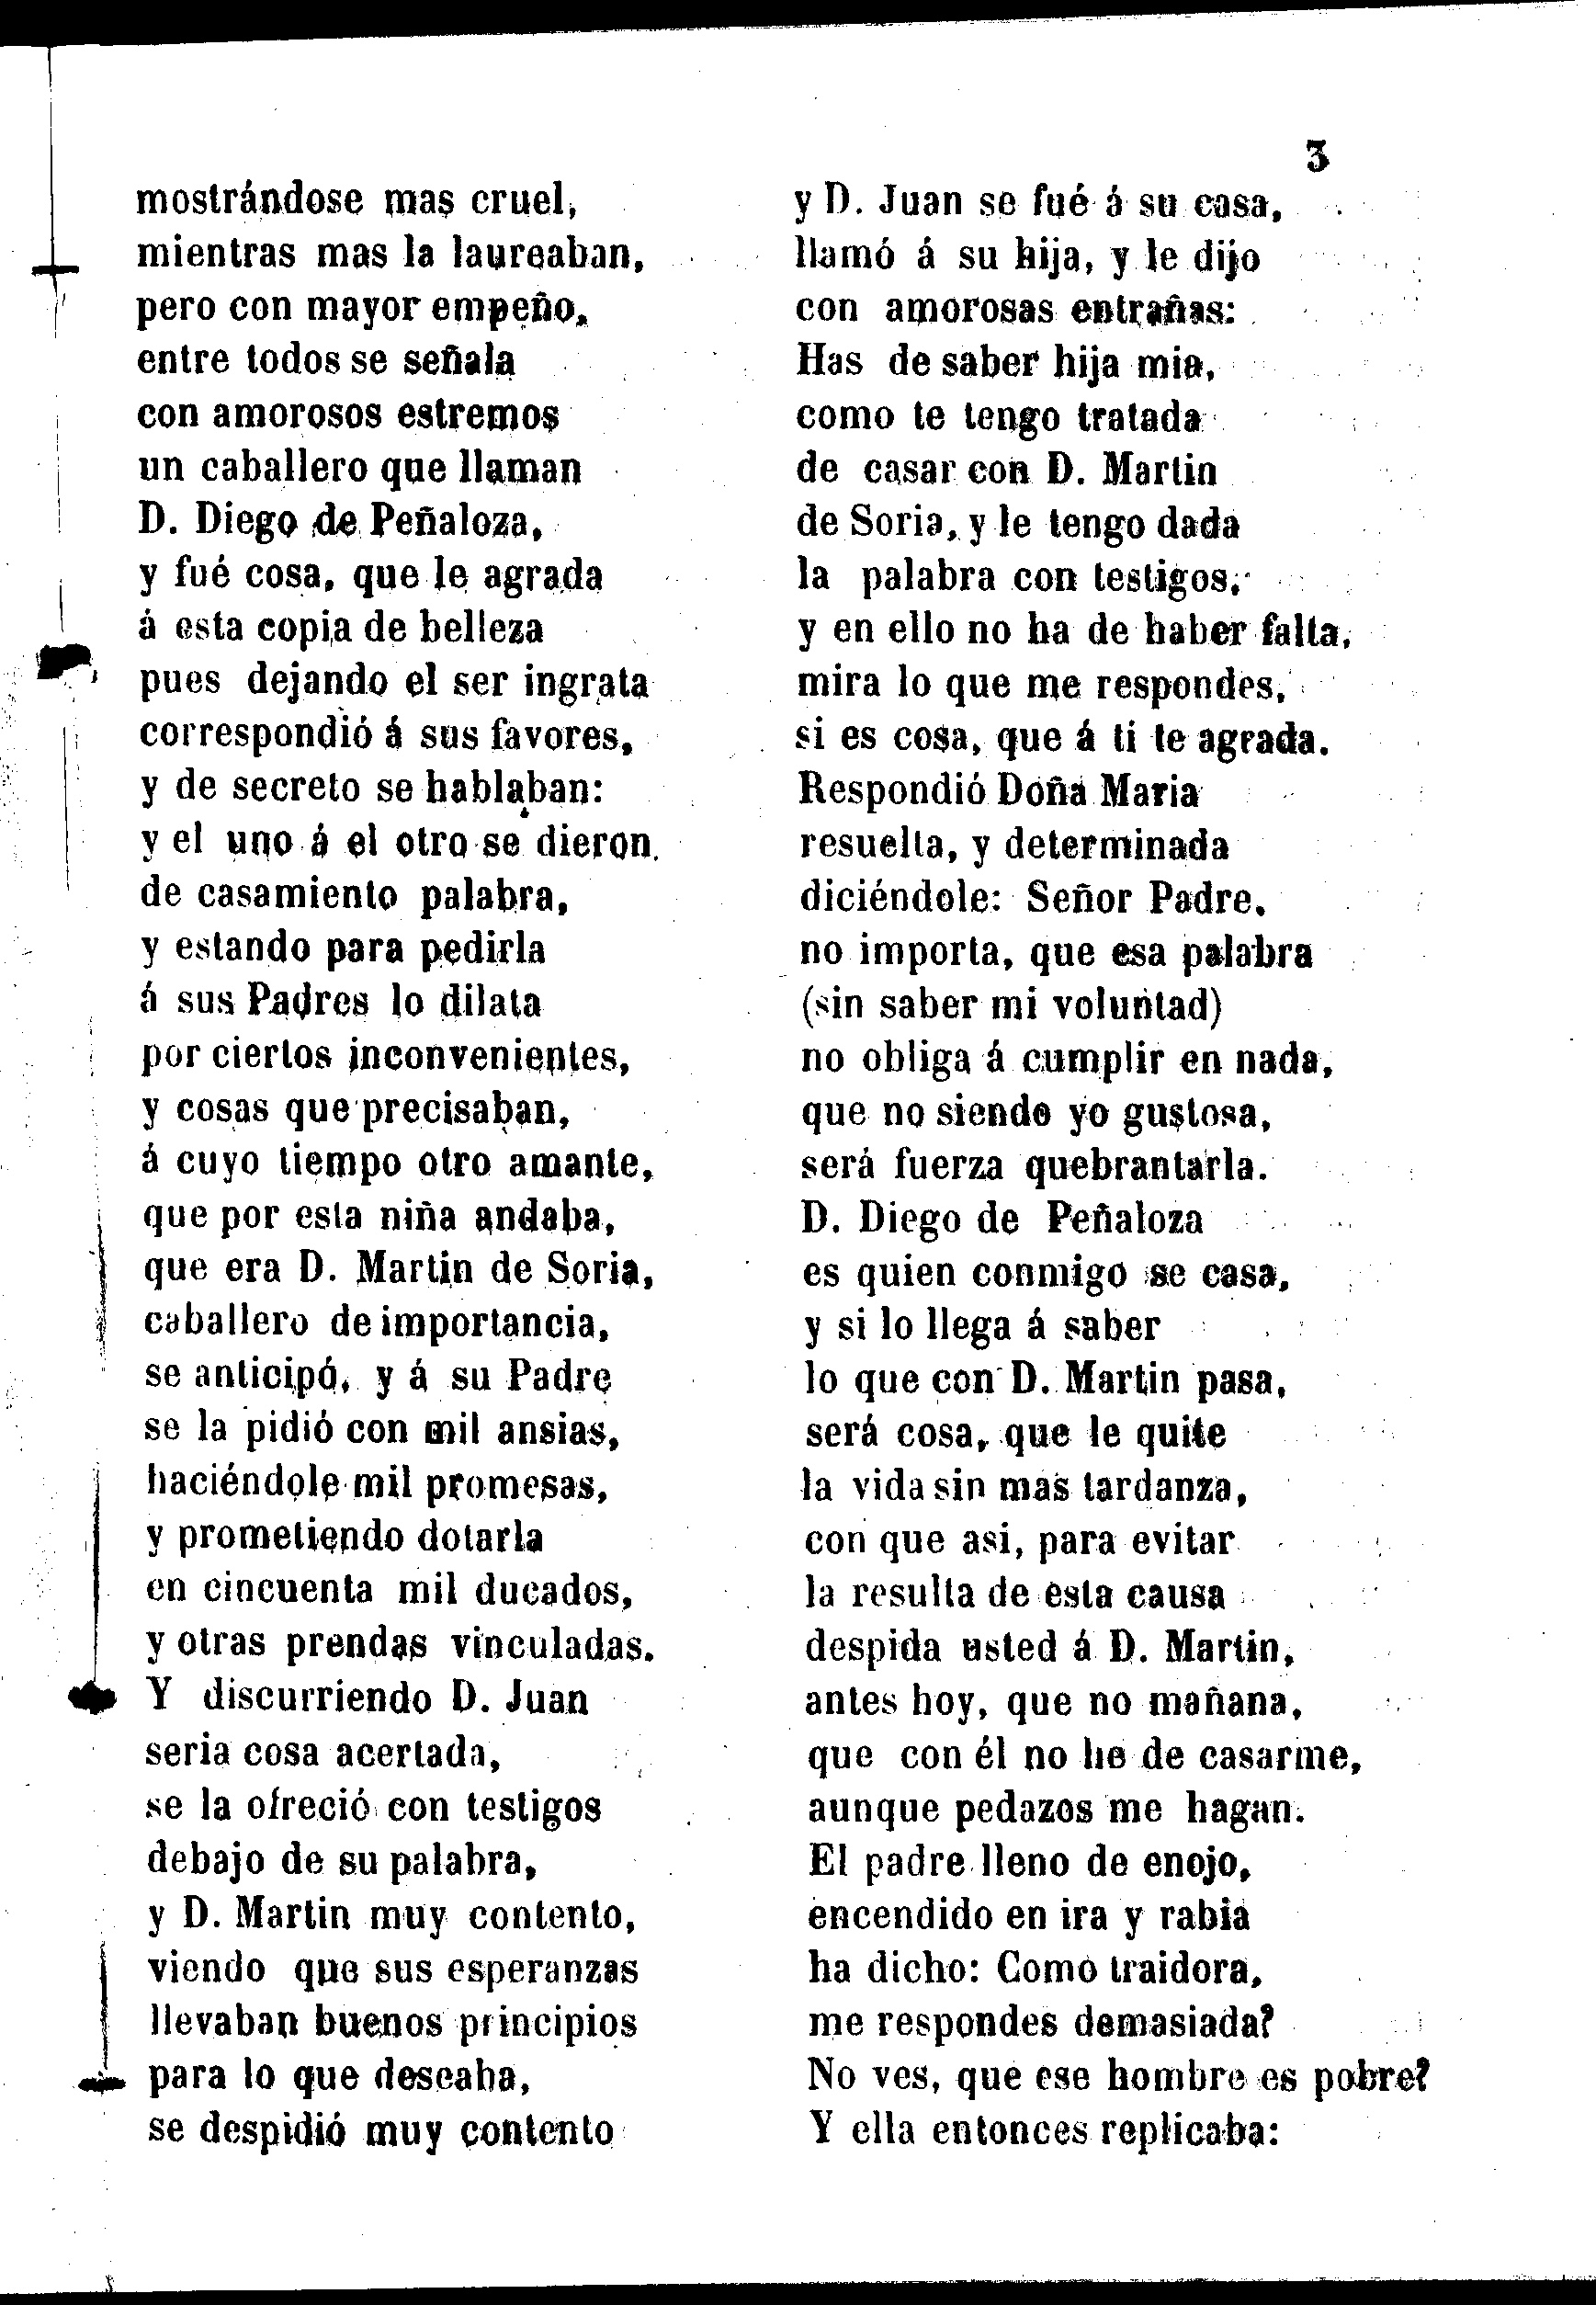 3
mostrándose mas cruel,
mientras mas la laureaban,
pero con mayor empeño,
entre todos se señala
con amorosos estremos
un caballero que llaman
D. Diego de Peñaloza,
y fué cosa, que le agrada
á esta copia de belleza
pues dejando el ser ingrata
correspondió á sus favores,
y de secreto se hablaban:
y el uno á el otro se dieron.
de casamiento palabra,
y estando para pedirla
á sus Padres lo dilata
por ciertos inconvenientes,
y cosas que precisaban,
á cuyo tiempo otro amante,
que por esta niña andaba,
que era D. Martin de Soria,
caballero de importancia,
se anticipó, y á su Padre
se la pidió con mil ansias,
haciéndole mil promesas,
y prometiendo dotarla
en cincuenta mil ducados,
y otras prendas vinculadas.
Y discurriendo D. Juan
seria cosa acertada,
se la ofreció con testigos
debajo de su palabra,
y D. Martin muy contento,
viendo que sus esperanzas
llevaban buenos principios
para lo que deseaba,
se despidió muy contento
y D. Juan se fué á su casa,
llamó á su hija, y le dijo
con amorosas entrañas:
Has de saber hija mia,
como te tengo tratada
de casar con D. Martin
de Soria, y le tengo dada
la palabra con testigos,
y en ello no ha de haber falta,
mira lo que me respondes,
si es cosa, que á ti te agrada.
Respondió Doña Maria
resuelta, y determinada
diciéndole: Señor Padre,
no importa, que esa palabra
(sin saber mi voluntad)
no obliga á cumplir en nada,
que no siendo yo gustosa,
será fuerza quebrantarla.
D. Diego de Peñaloza
es quien conmigo se casa,
y si lo llega á saber
lo que con D. Martin pasa,
será cosa, que le quite
la vida sin mas tardanza,
con que asi, para evitar
la resulta de esta causa
despida usted á D. Martin,
antes hoy, que no mañana,
que con él no he de casarme,
aunque pedazos me hagan.
El padre lleno de enojo,
encendido en ira y rabia
ha dicho: Como traidora,
me respondes demasiada?
No ves, que ese hombre es pobre?
Y ella entonces replicaba: